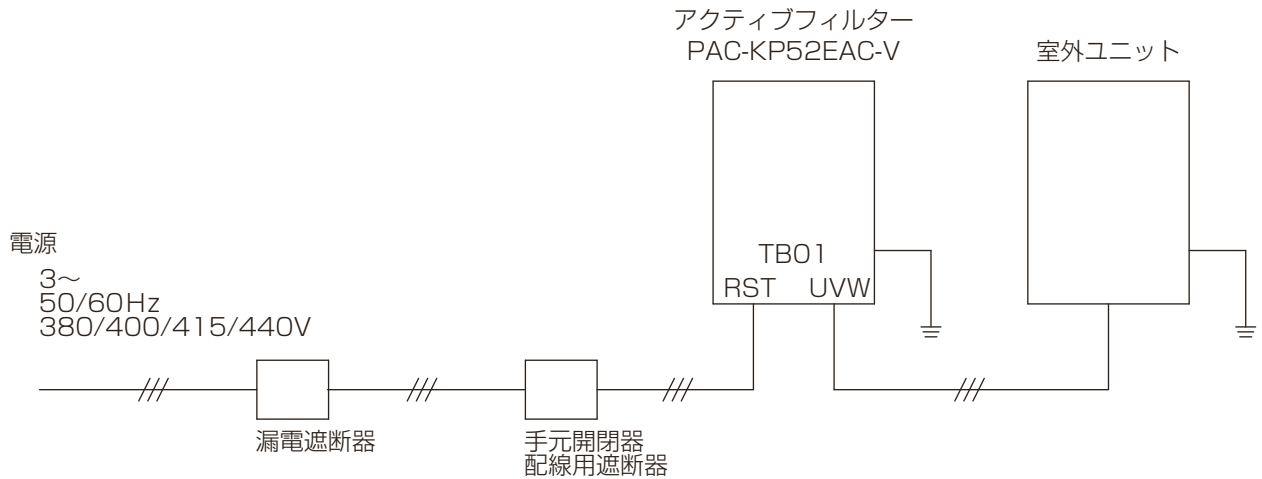 アクティブフィルター
PAC-KP52EAC-V
室外ユニット
TB01
RST UVW
電源
3～
50/60Hz
380/400/415/440V
漏電遮断器
手元開閉器
配線用遮断器